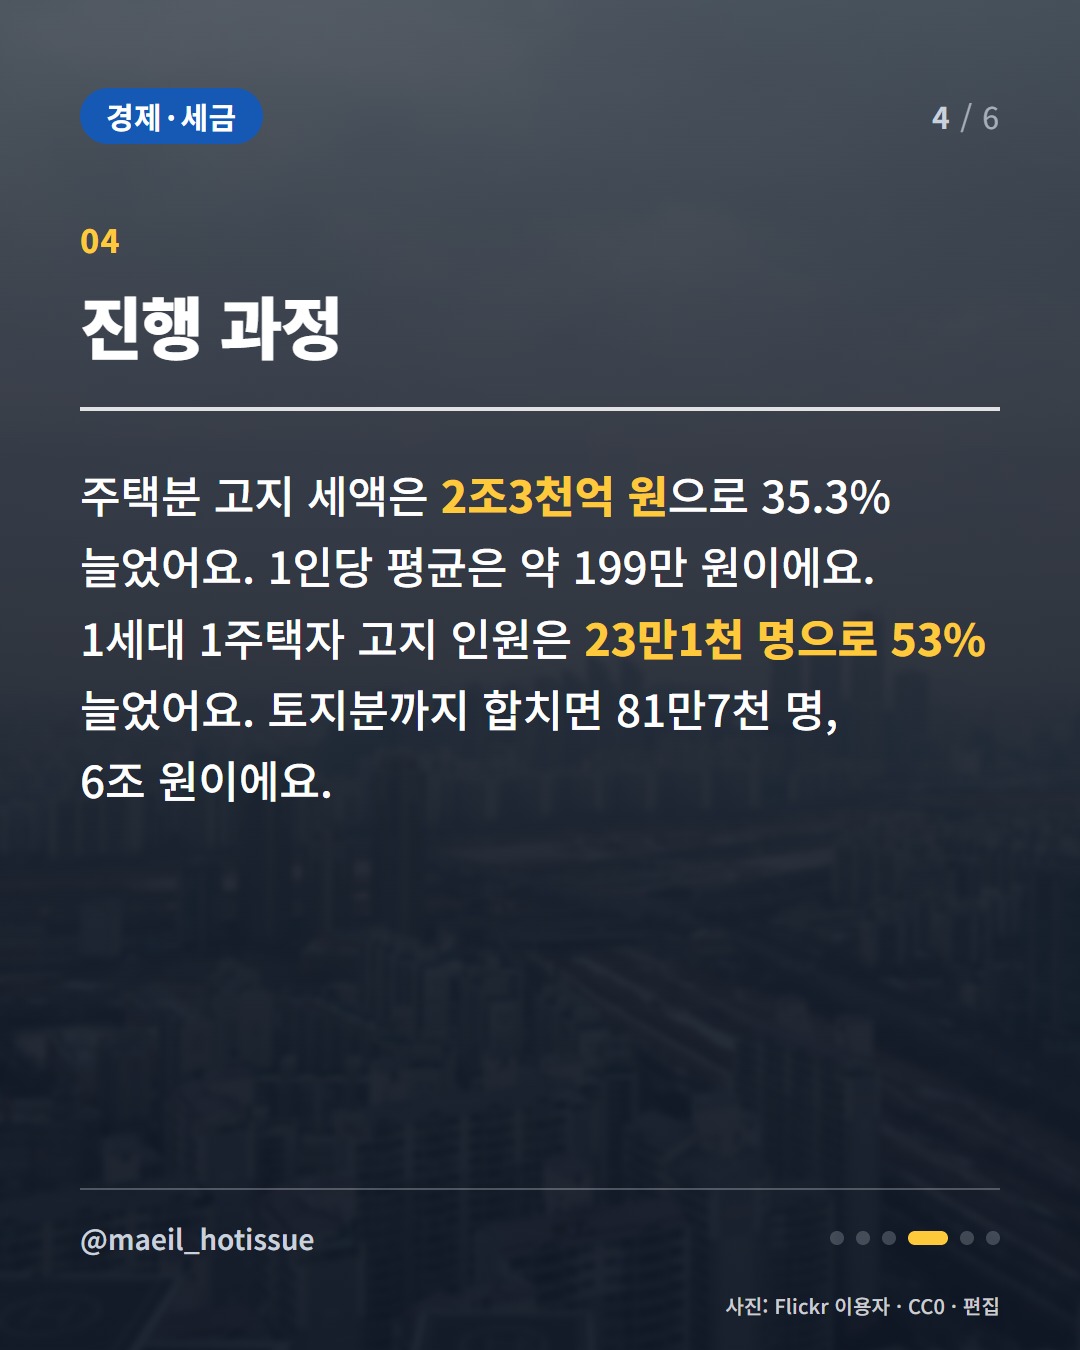 경제·세금
4 / 6
04
진행 과정
주택분 고지 세액은 2조3천억 원으로 35.3%
늘었어요. 1인당 평균은 약 199만 원이에요.
1세대 1주택자 고지 인원은 23만1천 명으로 53%
늘었어요. 토지분까지 합치면 81만7천 명,
6조 원이에요.
@maeil_hotissue
사진: Flickr 이용자 · CC0 · 편집